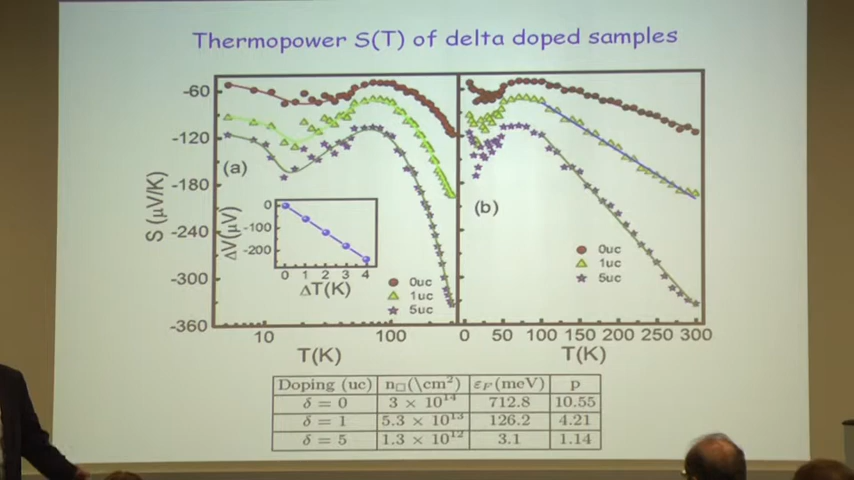 Thermopower S(T) of delta doped samples
-60
-120
-180
-240
-300
-360
S (μV/K)
(a)
ΔV(μV)
0
-100
-200
0 1 2 3 4
ΔT(K)
0uc
1uc
5uc
10 100
T(K)
(b)
0uc
1uc
5uc
0 50 100 150 200 250 300
T(K)
Doping (uc) n□(\cm²) εF(meV) p
δ = 0 3 × 10¹⁴ 712.8 10.55
δ = 1 5.3 × 10¹³ 126.2 4.21
δ = 5 1.3 × 10¹² 3.1 1.14